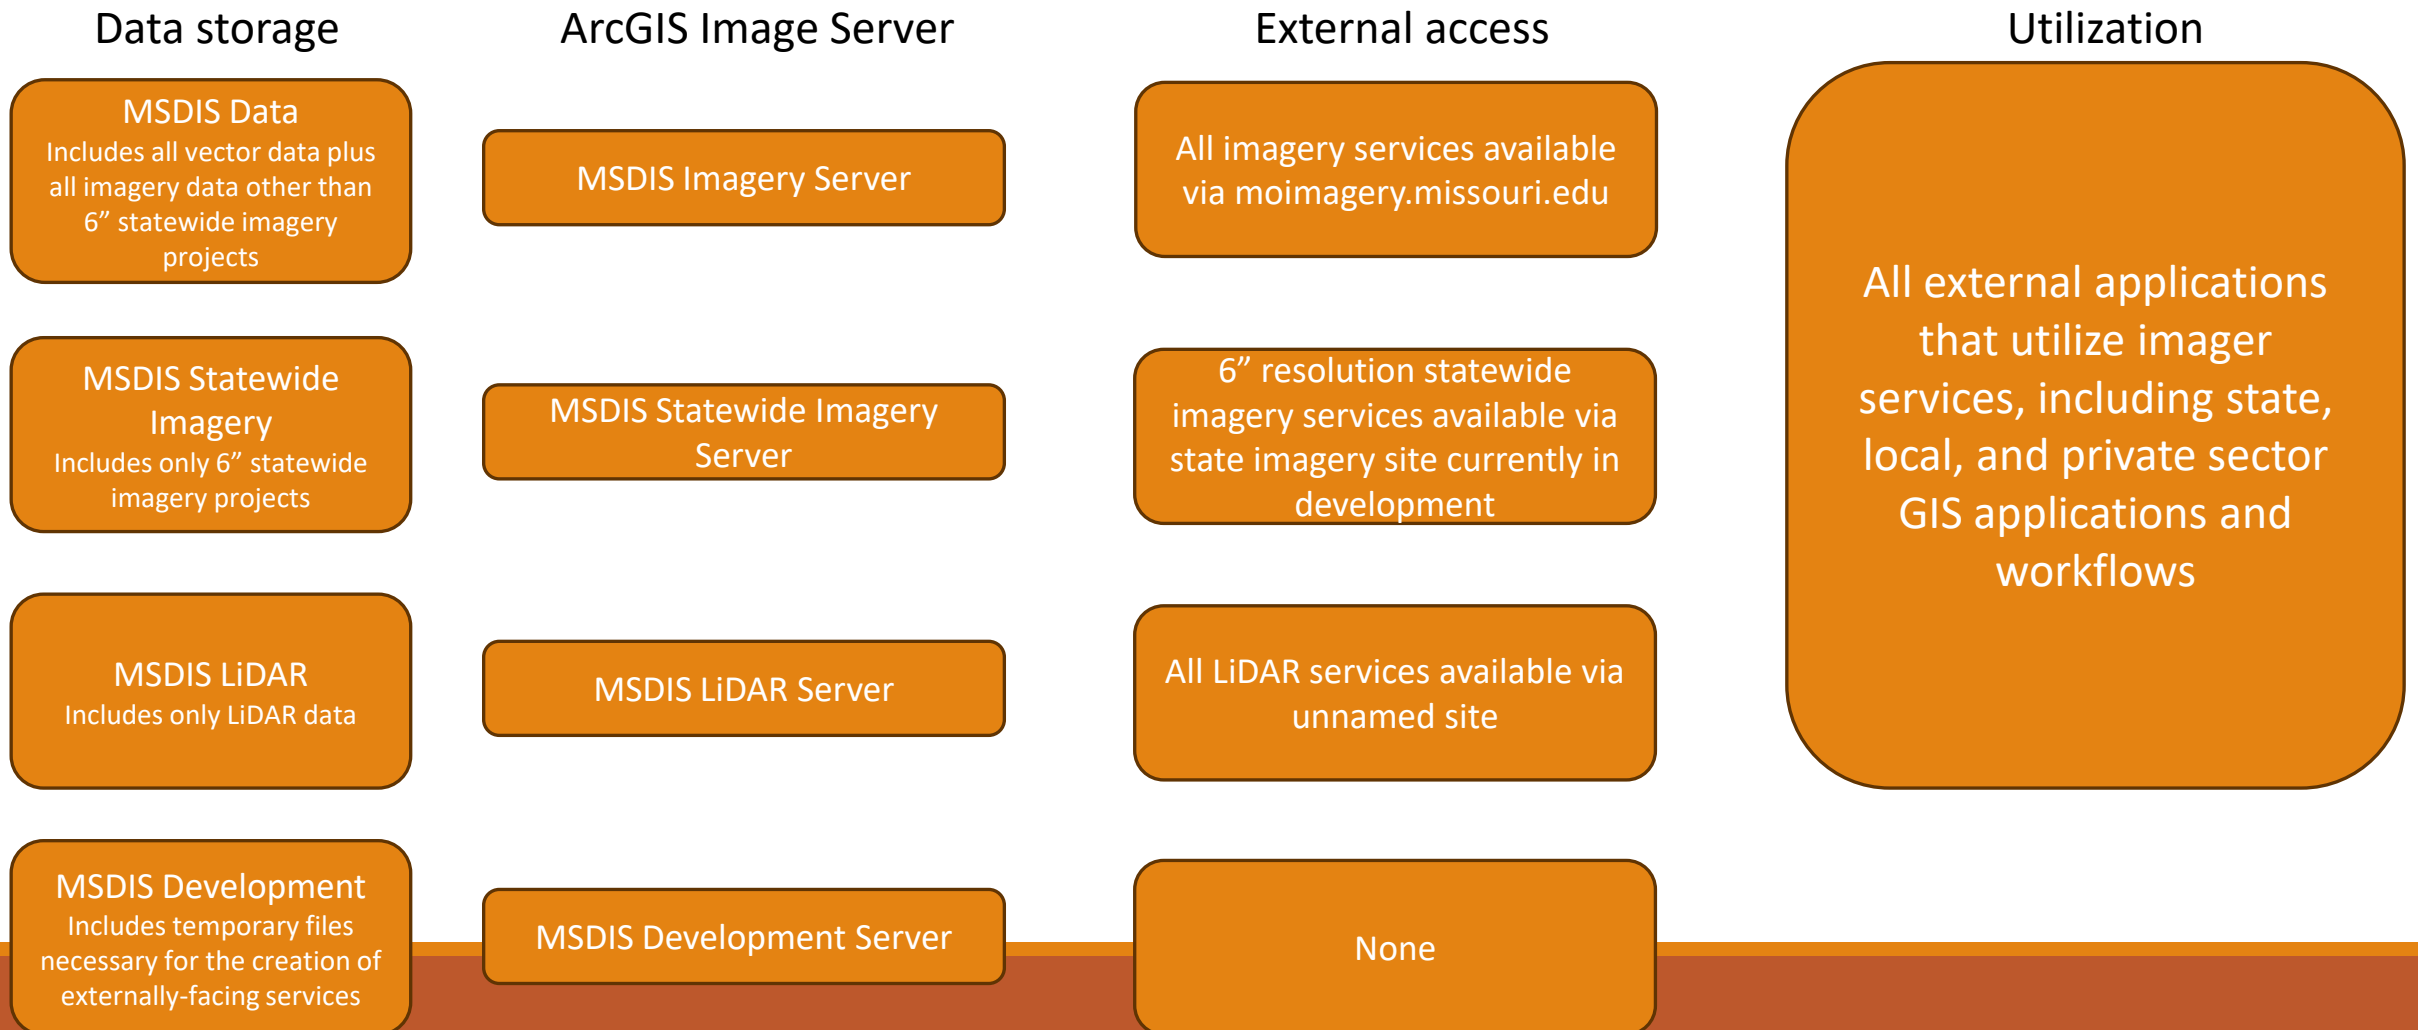 Data storage
ArcGIS Image Server
External access
Utilization
MSDIS Data
Includes all vector data plus
all imagery data other than
6” statewide imagery
projects
MSDIS Imagery Server
All imagery services available
via moimagery.missouri.edu
All external applications
that utilize imager
services, including state,
local, and private sector
GIS applications and
workflows
MSDIS Statewide
Imagery
Includes only 6” statewide
imagery projects
MSDIS Statewide Imagery
Server
6” resolution statewide
imagery services available via
state imagery site currently in
development
MSDIS LiDAR
Includes only LiDAR data
MSDIS LiDAR Server
All LiDAR services available via
unnamed site
MSDIS Development
Includes temporary files
necessary for the creation of
externally-facing services
MSDIS Development Server
None